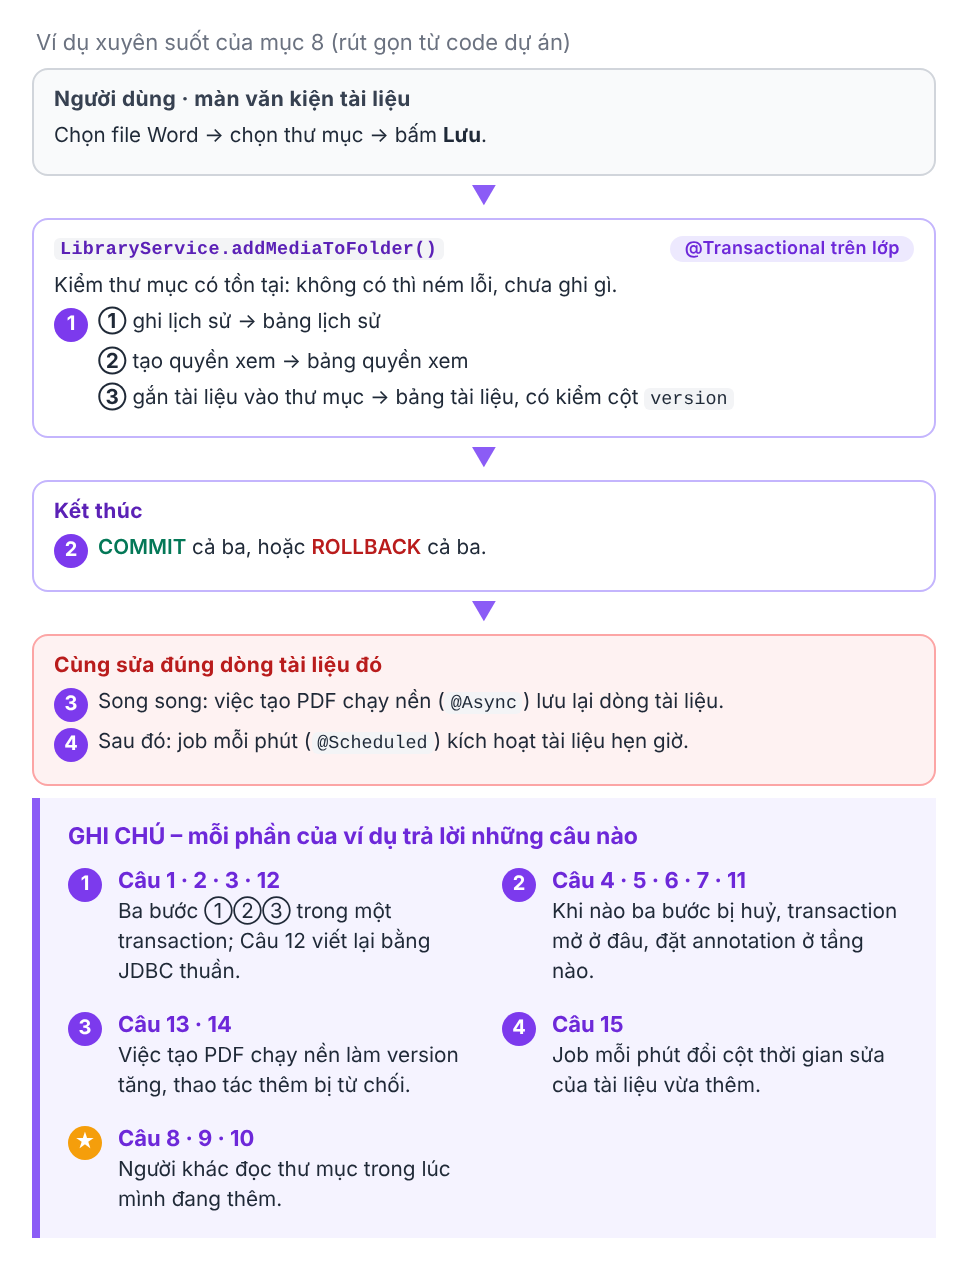 Ví dụ xuyên suốt của mục 8 (rút gọn từ code dự án)
Người dùng · màn văn kiện tài liệu
Chọn file Word → chọn thư mục → bấm Lưu.
LibraryService.addMediaToFolder()
@Transactional trên lớp
Kiểm thư mục có tồn tại: không có thì ném lỗi, chưa ghi gì.
1 ① ghi lịch sử → bảng lịch sử
② tạo quyền xem → bảng quyền xem
③ gắn tài liệu vào thư mục → bảng tài liệu, có kiểm cột version
Kết thúc
2 COMMIT cả ba, hoặc ROLLBACK cả ba.
Cùng sửa đúng dòng tài liệu đó
3 Song song: việc tạo PDF chạy nền ( @Async ) lưu lại dòng tài liệu.
4 Sau đó: job mỗi phút ( @Scheduled ) kích hoạt tài liệu hẹn giờ.
GHI CHÚ – mỗi phần của ví dụ trả lời những câu nào
1 Câu 1 · 2 · 3 · 12
Ba bước ①②③ trong một
transaction; Câu 12 viết lại bằng
JDBC thuần.
2 Câu 4 · 5 · 6 · 7 · 11
Khi nào ba bước bị huỷ, transaction
mở ở đâu, đặt annotation ở tầng
nào.
3 Câu 13 · 14
Việc tạo PDF chạy nền làm version
tăng, thao tác thêm bị từ chối.
4 Câu 15
Job mỗi phút đổi cột thời gian sửa
của tài liệu vừa thêm.
★ Câu 8 · 9 · 10
Người khác đọc thư mục trong lúc
mình đang thêm.